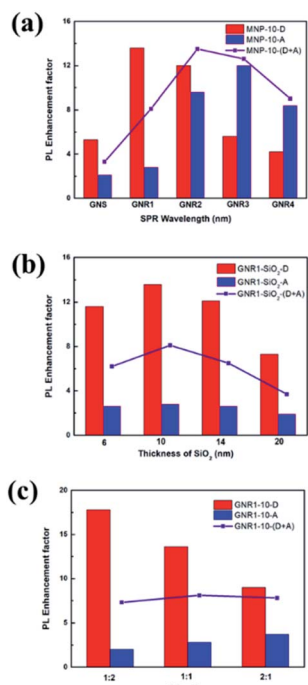 (a)
PL Enhancement factor
16
12
8
4
0
MNP-10-D
MNP-10-A
MNP-10-(D+A)
GNS GNR1 GNR2 GNR3 GNR4
SPR Wavelength (nm)
(b)
PL Enhancement factor
16
12
8
4
0
GNR1-SiO₂-D
GNR1-SiO₂-A
GNR1-SiO₂-(D+A)
6 10 14 20
Thickness of SiO₂ (nm)
(c)
PL Enhancement factor
20
15
10
5
0
GNR1-10-D
GNR1-10-A
GNR1-10-(D+A)
1:2 1:1 2:1